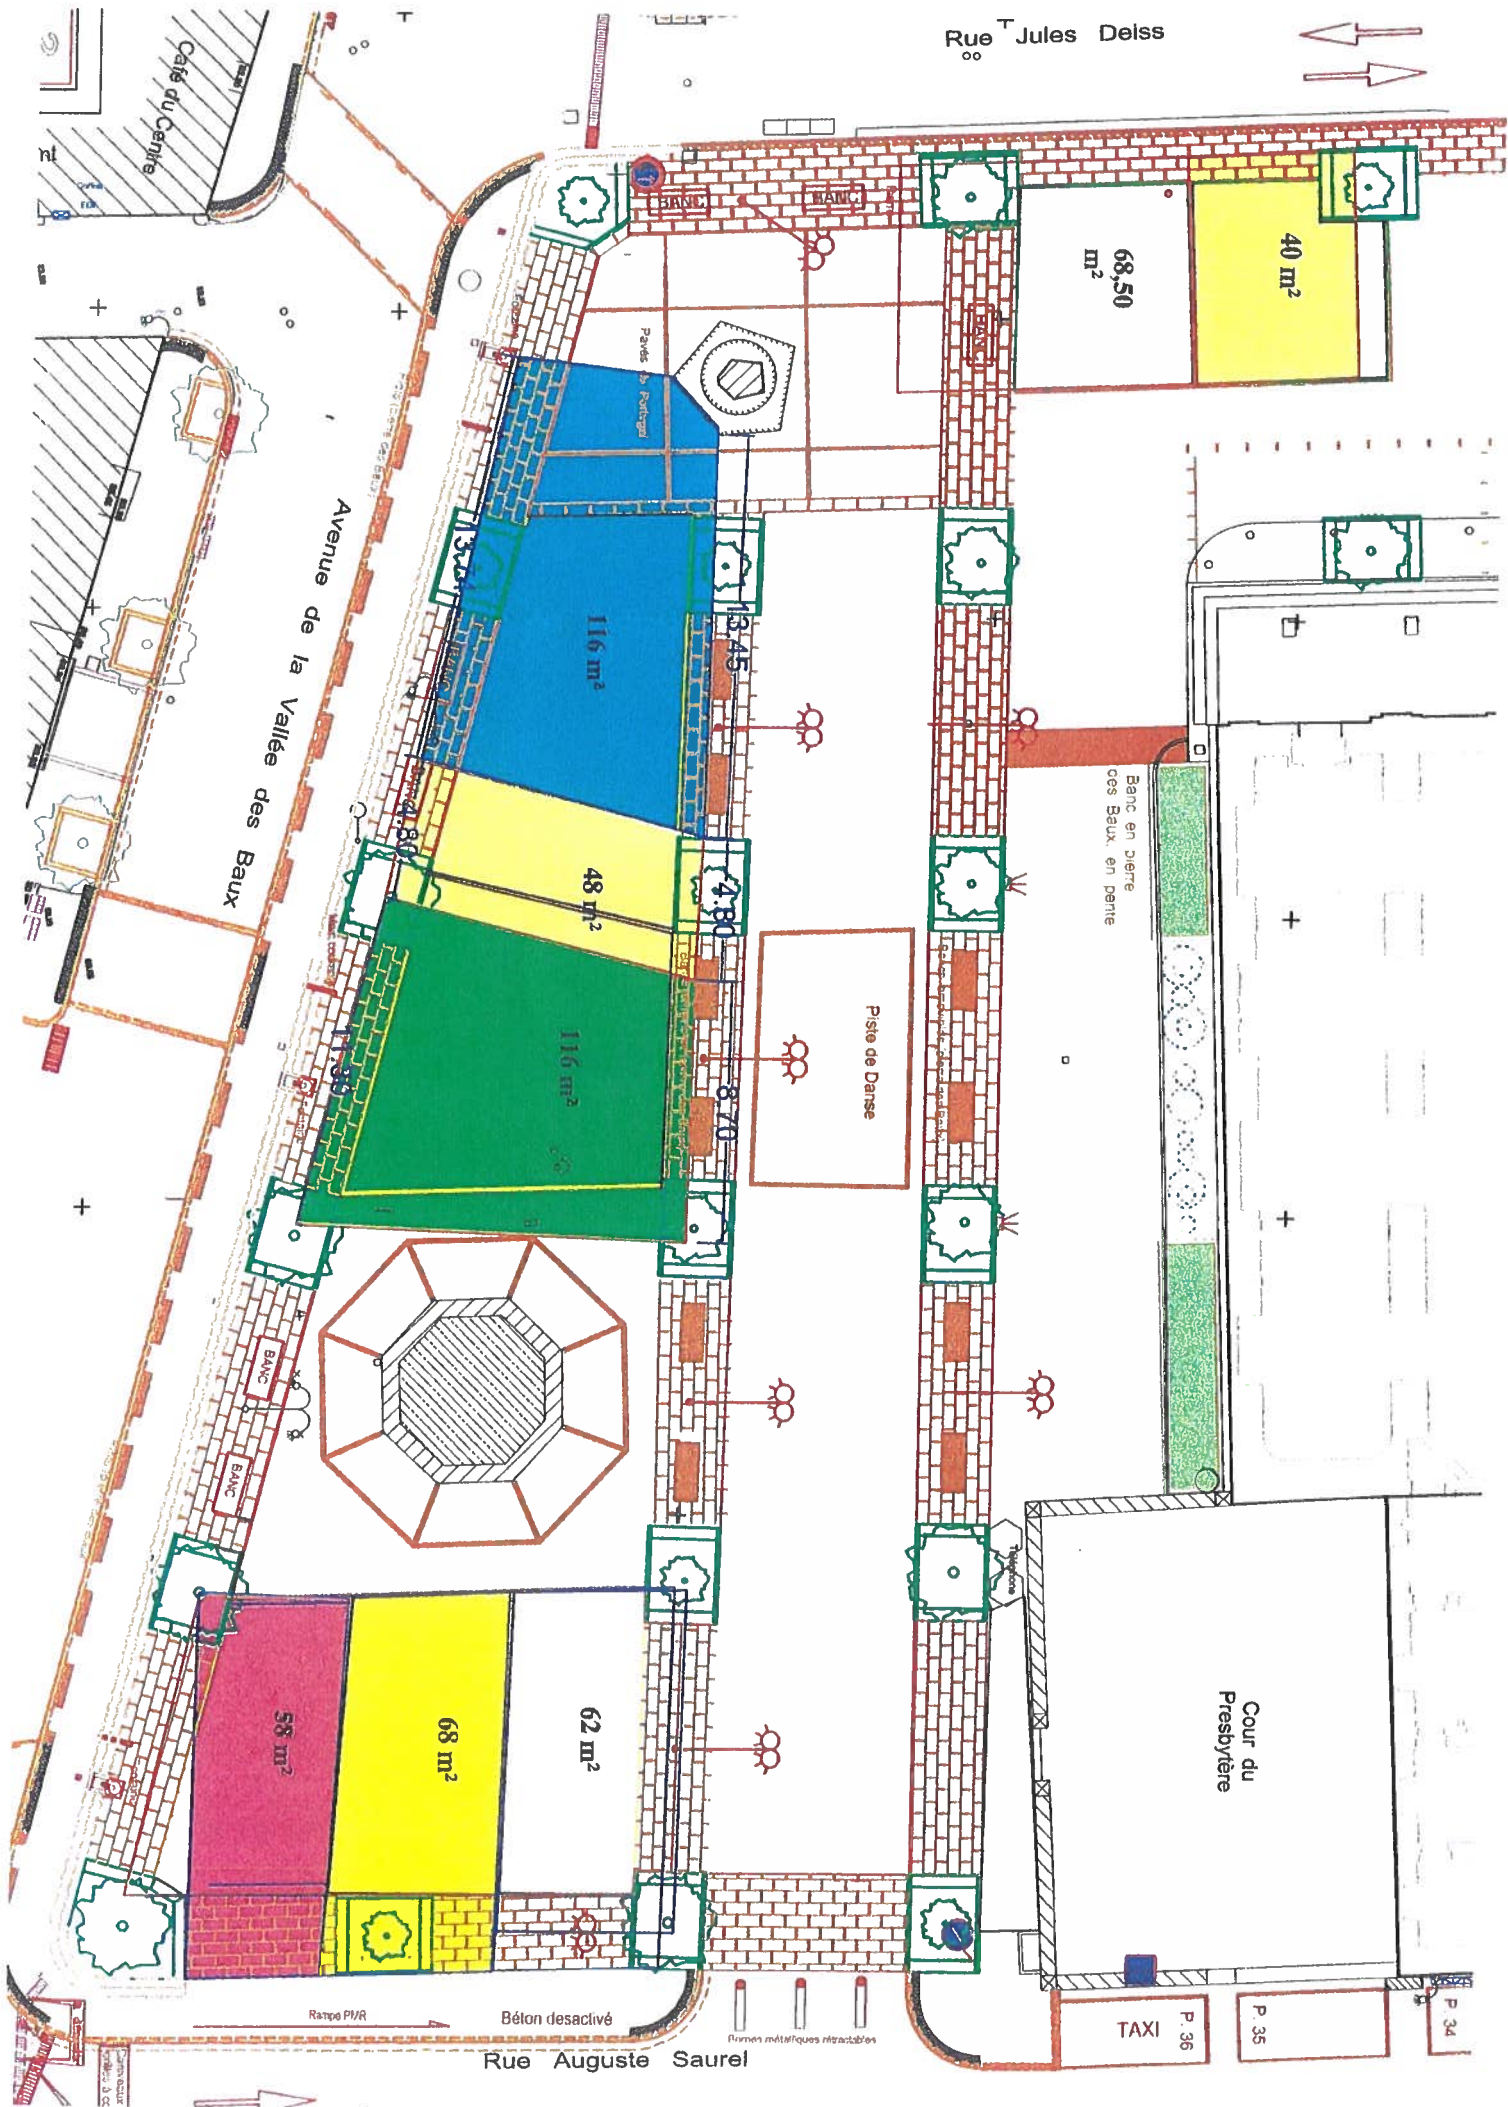 Rue Jules Deiss
Café du Centre
BANC
BANC
BANC
68,50
m²
40 m²
Pavés du Portugal
Avenue de la Vallée des Baux
116 m²
13.45
Banc en pierre
des Baux, en pente
4.80
48 m²
4.80
116 m²
11.30
8.70
Piste de Danse
BANC
BANC
Téléphone
58 m²
68 m²
62 m²
Cour du
Presbytère
Rampe PMR
Béton desactivé
Bornes métalliques rétractables
TAXI
P. 36
P. 35
P. 34
Rue Auguste Saurel